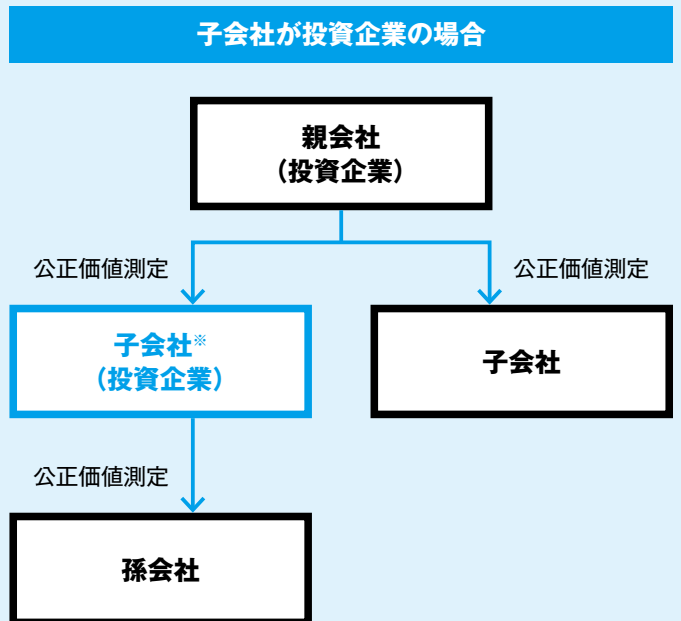 子会社が投資企業の場合
親会社
（投資企業）
公正価値測定
公正価値測定
子会社※
（投資企業）
子会社
公正価値測定
孫会社